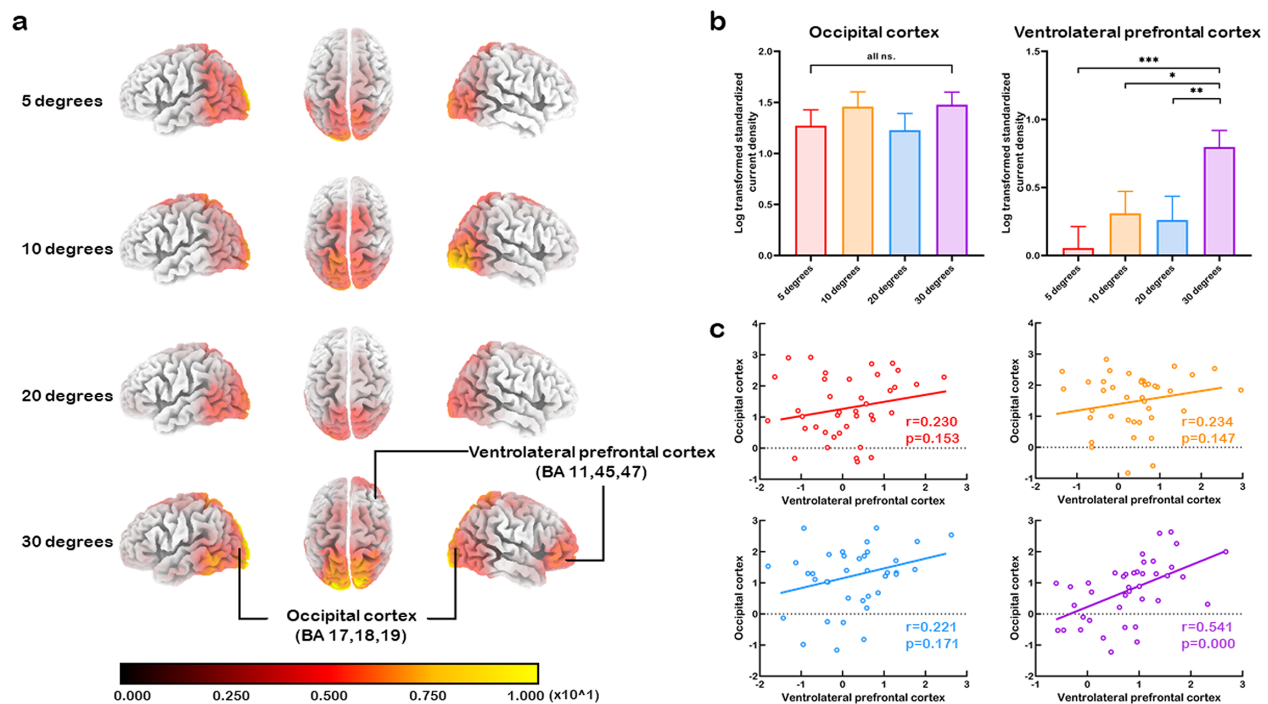 a
5 degrees
10 degrees
20 degrees
30 degrees
Ventrolateral prefrontal cortex
(BA 11,45,47)
Occipital cortex
(BA 17,18,19)
0.000 0.250 0.500 0.750 1.000 (x10^1)
b
Occipital cortex
Log transformed standardized
current density
2.0
1.5
1.0
0.5
0.0
all ns.
5 degrees
10 degrees
20 degrees
30 degrees
Ventrolateral prefrontal cortex
Log transformed standardized
current density
1.5
1.0
0.5
0.0
***
*
**
5 degrees
10 degrees
20 degrees
30 degrees
c
Occipital cortex
4
3
2
1
0
-1
r=0.230
p=0.153
-2 -1 0 1 2 3
Ventrolateral prefrontal cortex
Occipital cortex
4
3
2
1
0
-1
r=0.234
p=0.147
-2 -1 0 1 2 3
Ventrolateral prefrontal cortex
Occipital cortex
3
2
1
0
-1
-2
r=0.221
p=0.171
-2 -1 0 1 2 3
Ventrolateral prefrontal cortex
Occipital cortex
3
2
1
0
-1
-2
r=0.541
p=0.000
-1 0 1 2 3
Ventrolateral prefrontal cortex